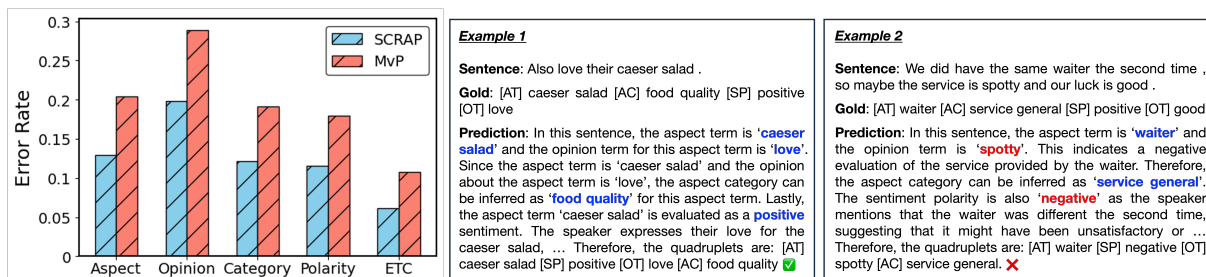 0.3
0.25
0.2
0.15
0.1
0.05
0
Error Rate
SCRAP
MvP
Aspect Opinion Category Polarity ETC
Example 1
Sentence: Also love their caeser salad .
Gold: [AT] caeser salad [AC] food quality [SP] positive
[OT] love
Prediction: In this sentence, the aspect term is ‘caeser
salad’ and the opinion term for this aspect term is ‘love’.
Since the aspect term is ‘caeser salad’ and the opinion
about the aspect term is ‘love’, the aspect category can
be inferred as ‘food quality’ for this aspect term. Lastly,
the aspect term ‘caeser salad’ is evaluated as a positive
sentiment. The speaker expresses their love for the
caeser salad, … Therefore, the quadruplets are: [AT]
caeser salad [SP] positive [OT] love [AC] food quality ✅
Example 2
Sentence: We did have the same waiter the second time ,
so maybe the service is spotty and our luck is good .
Gold: [AT] waiter [AC] service general [SP] positive [OT] good
Prediction: In this sentence, the aspect term is ‘waiter’ and
the opinion term is ‘spotty’. This indicates a negative
evaluation of the service provided by the waiter. Therefore,
the aspect category can be inferred as ‘service general’.
The sentiment polarity is also ‘negative’ as the speaker
mentions that the waiter was different the second time,
suggesting that it might have been unsatisfactory or …
Therefore, the quadruplets are: [AT] waiter [SP] negative [OT]
spotty [AC] service general. ❌